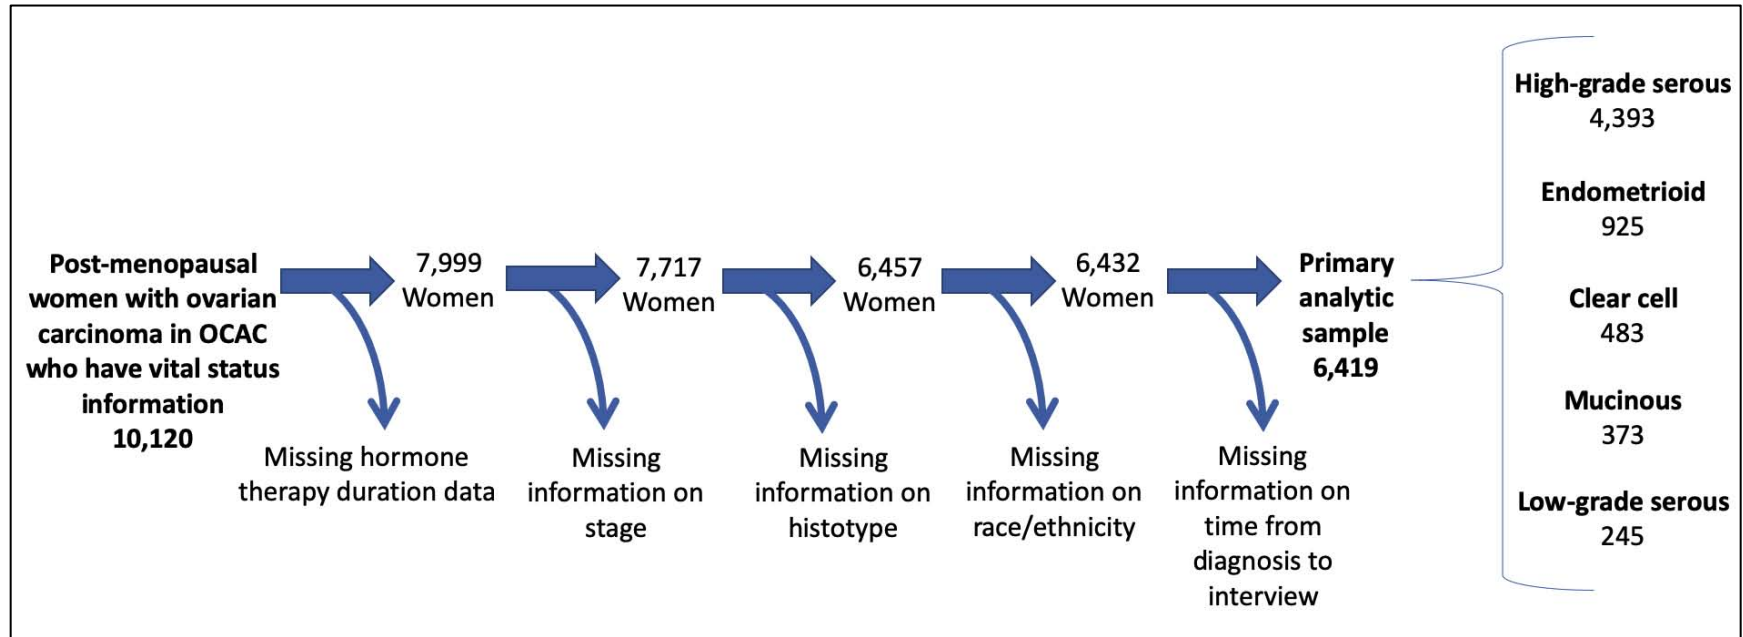 Post-menopausal
women with ovarian
carcinoma in OCAC
who have vital status
information
10,120
Missing hormone
therapy duration data
7,999
Women
Missing
information on
stage
7,717
Women
Missing
information on
histotype
6,457
Women
Missing
information on
race/ethnicity
6,432
Women
Missing
information on
time from
diagnosis to
interview
Primary
analytic
sample
6,419
High-grade serous
4,393
Endometrioid
925
Clear cell
483
Mucinous
373
Low-grade serous
245